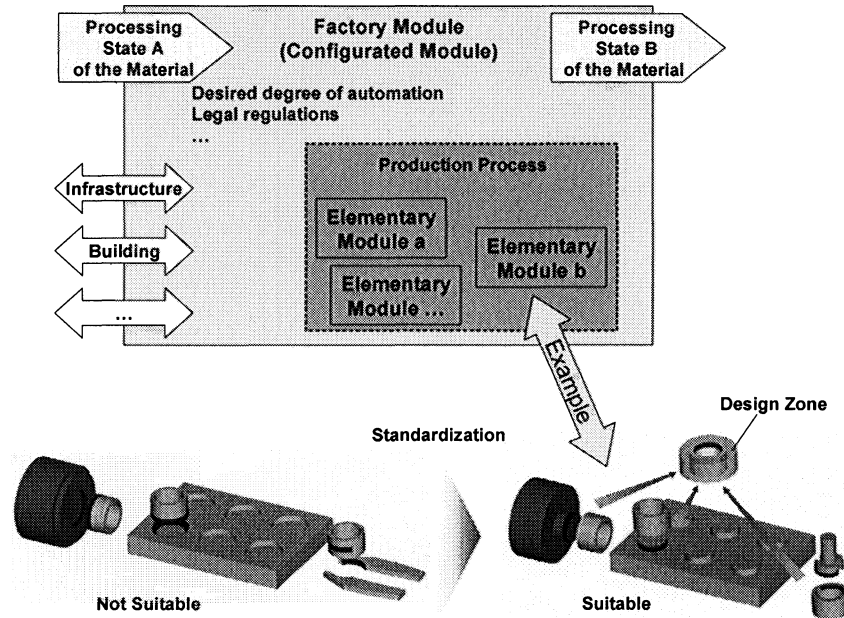 Processing
State A
of the Material
Factory Module
(Configurated Module)
Processing
State B
of the Material
Desired degree of automation
Legal regulations
...
Infrastructure
Building
...
Production Process
Elementary
Module a
Elementary
Module b
Elementary
Module ...
Example
Design Zone
Standardization
Not Suitable
Suitable